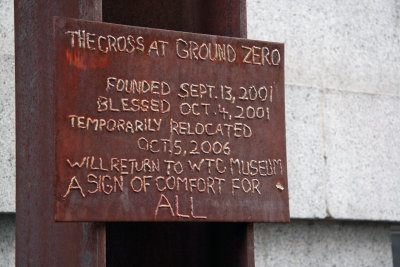 THE CROSS AT GROUND ZERO
FOUNDED SEPT. 13, 2001
BLESSED OCT. 4, 2001
TEMPORARILY RELOCATED
OCT. 5, 2006
WILL RETURN TO WTC MUSEUM
A SIGN OF COMFORT FOR
ALL